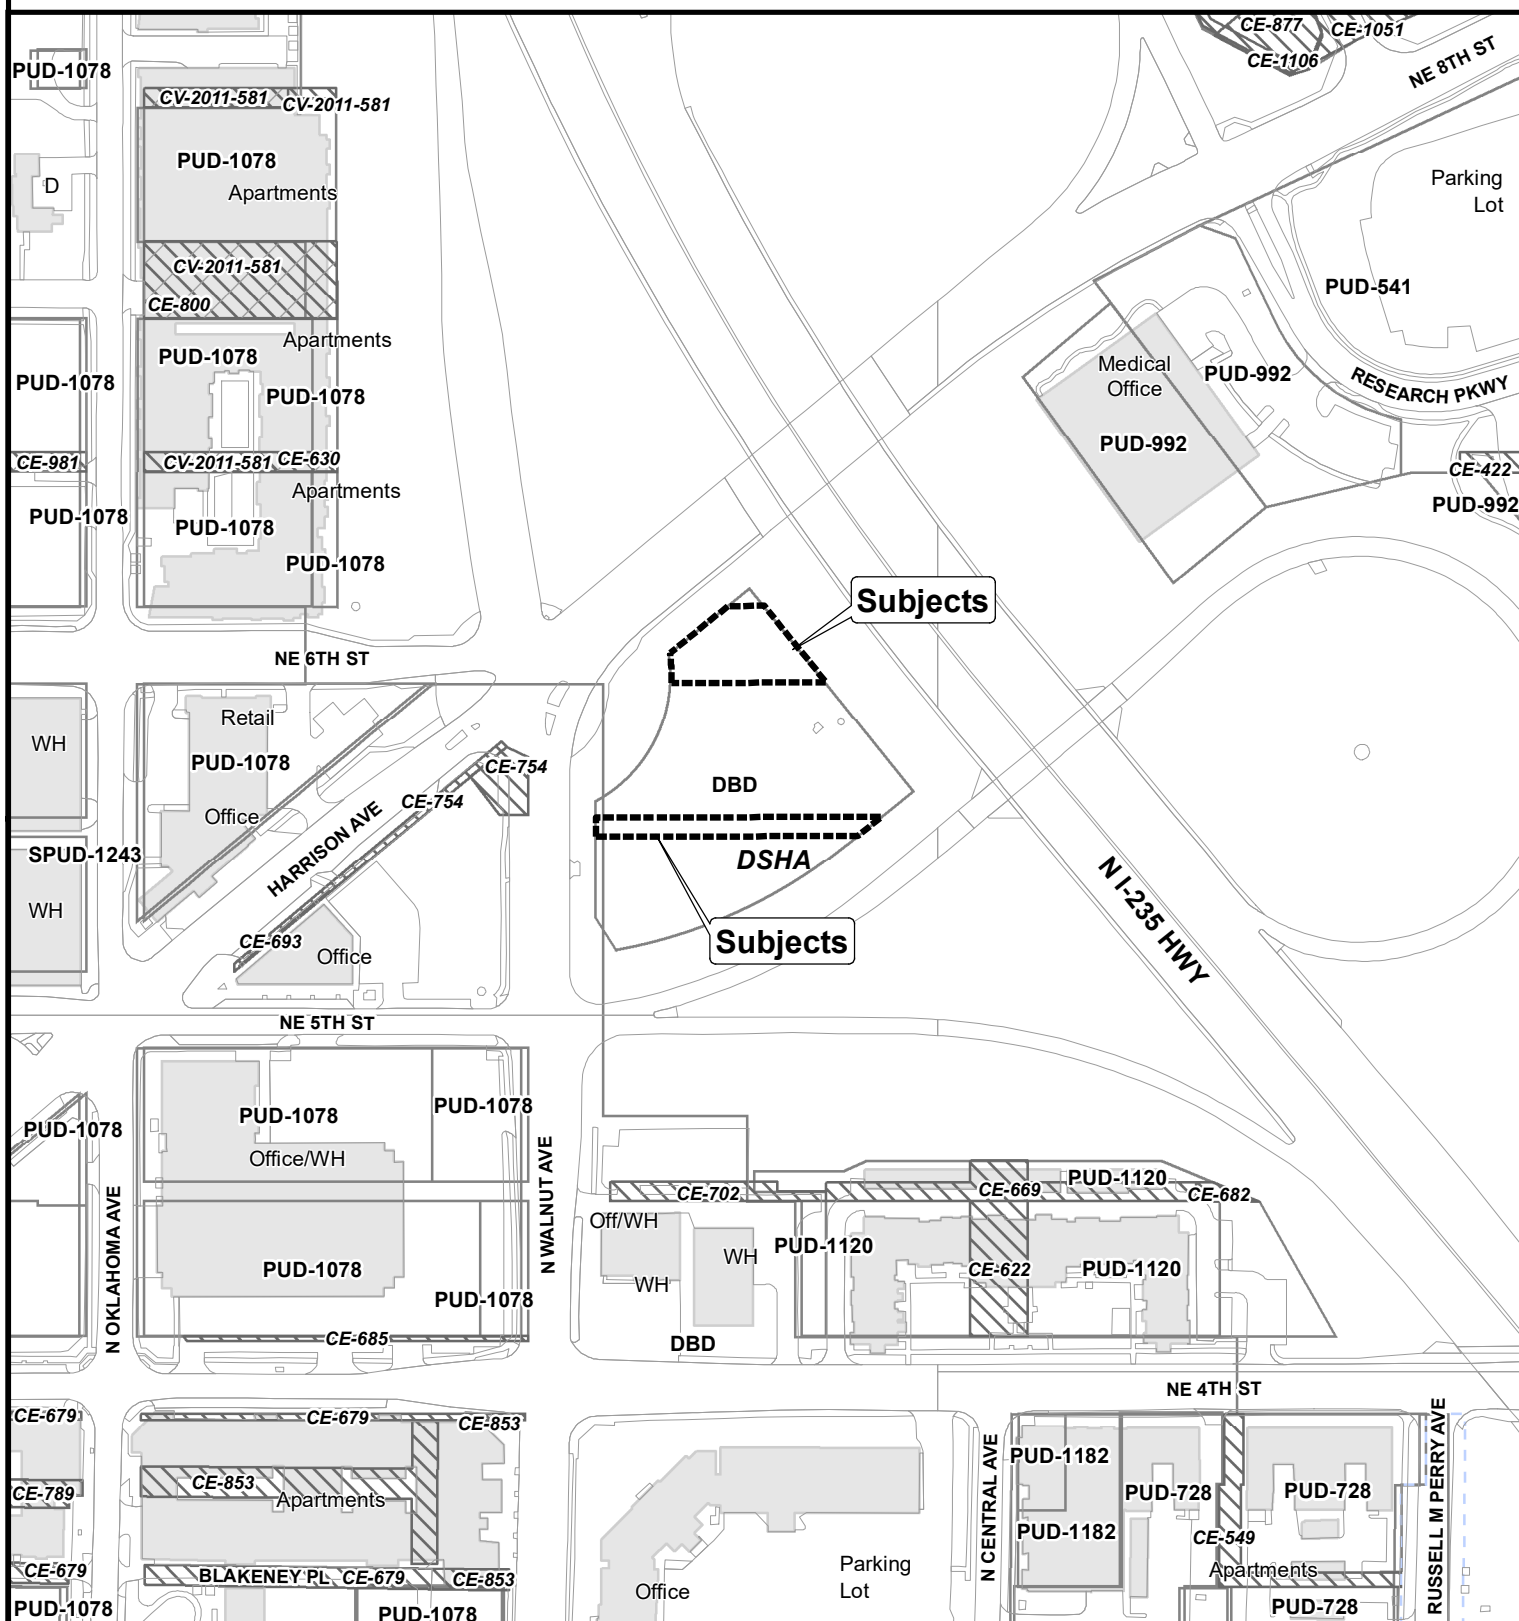 CE-877
CE-1051
CE-1106
NE 8TH ST
PUD-1078
CV-2011-581
CV-2011-581
PUD-1078
Apartments
D
Parking
Lot
CV-2011-581
CE-800
PUD-541
Apartments
PUD-1078
PUD-1078
PUD-1078
Medical
Office
PUD-992
PUD-992
RESEARCH PKWY
CE-981
CV-2011-581
CE-630
CE-422
Apartments
PUD-992
PUD-1078
PUD-1078
PUD-1078
Subjects
NE 6TH ST
Retail
WH
PUD-1078
CE-754
CE-754
DBD
Office
HARRISON AVE
SPUD-1243
DSHA
WH
N I-235 HWY
CE-693
Office
Subjects
NE 5TH ST
PUD-1078
PUD-1078
PUD-1078
Office/WH
N WALNUT AVE
N OKLAHOMA AVE
PUD-1120
CE-702
CE-669
CE-682
Off/WH
WH
PUD-1120
PUD-1078
CE-622
PUD-1120
WH
PUD-1078
CE-685
DBD
NE 4TH ST
CE-679
CE-679
CE-853
N CENTRAL AVE
PUD-1182
RUSSELL M PERRY AVE
CE-853
Apartments
CE-789
PUD-728
PUD-728
PUD-1182
CE-549
CE-679
BLAKENEY PL
CE-679
CE-853
Parking
Lot
Office
Apartments
PUD-1078
PUD-1078
PUD-728